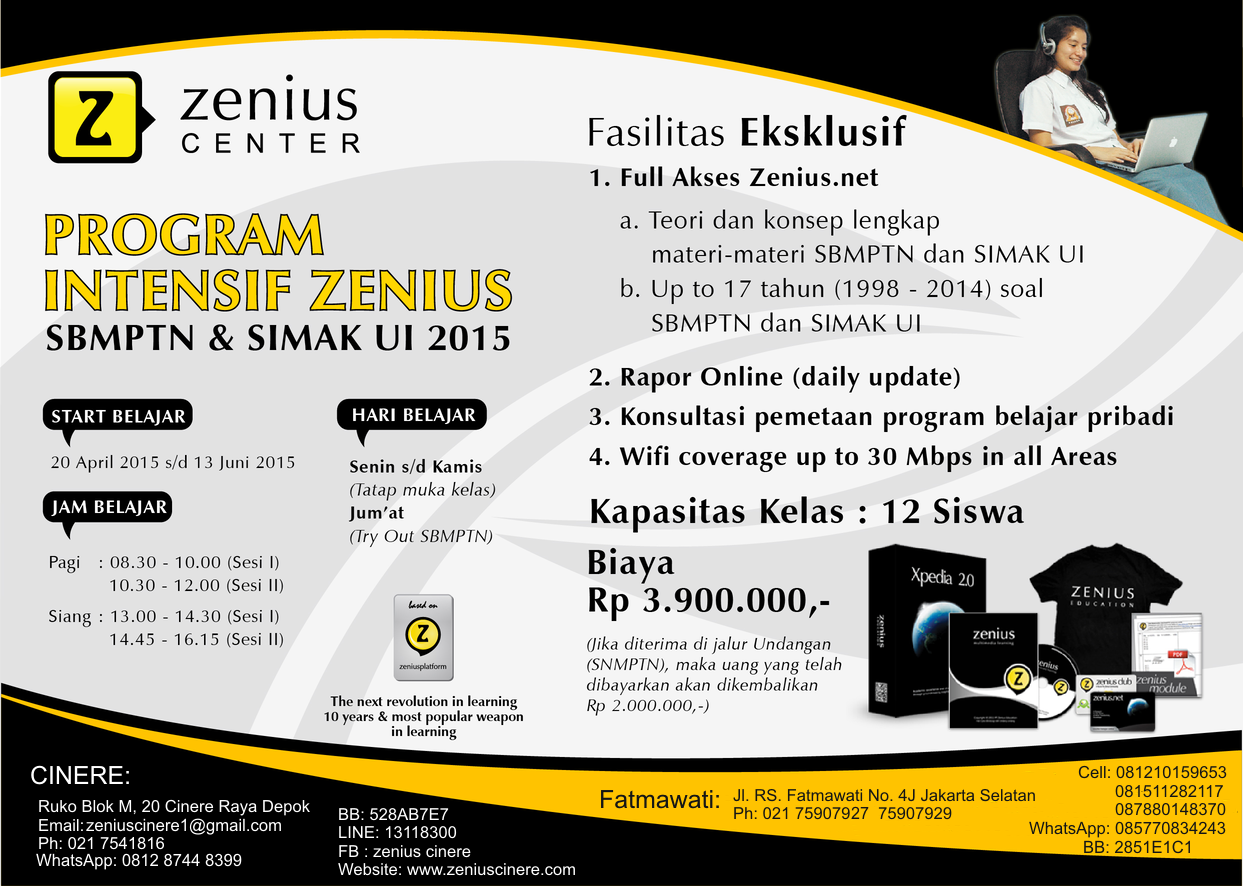 Z
zenius
CENTER
PROGRAM
INTENSIF ZENIUS
SBMPTN & SIMAK UI 2015
START BELAJAR
20 April 2015 s/d 13 Juni 2015
JAM BELAJAR
Pagi : 08.30 - 10.00 (Sesi I)
10.30 - 12.00 (Sesi II)
Siang : 13.00 - 14.30 (Sesi I)
14.45 - 16.15 (Sesi II)
HARI BELAJAR
Senin s/d Kamis
(Tatap muka kelas)
Jum’at
(Try Out SBMPTN)
based on
Z
zeniusplatform
The next revolution in learning
10 years & most popular weapon
in learning
Fasilitas Eksklusif
1. Full Akses Zenius.net
a. Teori dan konsep lengkap
materi-materi SBMPTN dan SIMAK UI
b. Up to 17 tahun (1998 - 2014) soal
SBMPTN dan SIMAK UI
2. Rapor Online (daily update)
3. Konsultasi pemetaan program belajar pribadi
4. Wifi coverage up to 30 Mbps in all Areas
Kapasitas Kelas : 12 Siswa
Biaya
Rp 3.900.000,-
(Jika diterima di jalur Undangan
(SNMPTN), maka uang yang telah
dibayarkan akan dikembalikan
Rp 2.000.000,-)
Xpedia 2.0
zenius
zenius
multimedia learning
Z
zenius
Z
ZENIUS
EDUCATION
PDF
Z zenius club
zenius
module
zenius.net
CINERE:
Ruko Blok M, 20 Cinere Raya Depok
Email:zeniuscinere1@gmail.com
Ph: 021 7541816
WhatsApp: 0812 8744 8399
BB: 528AB7E7
LINE: 13118300
FB : zenius cinere
Website: www.zeniuscinere.com
Fatmawati:
Jl. RS. Fatmawati No. 4J Jakarta Selatan
Ph: 021 75907927 75907929
Cell: 081210159653
081511282117
087880148370
WhatsApp: 085770834243
BB: 2851E1C1